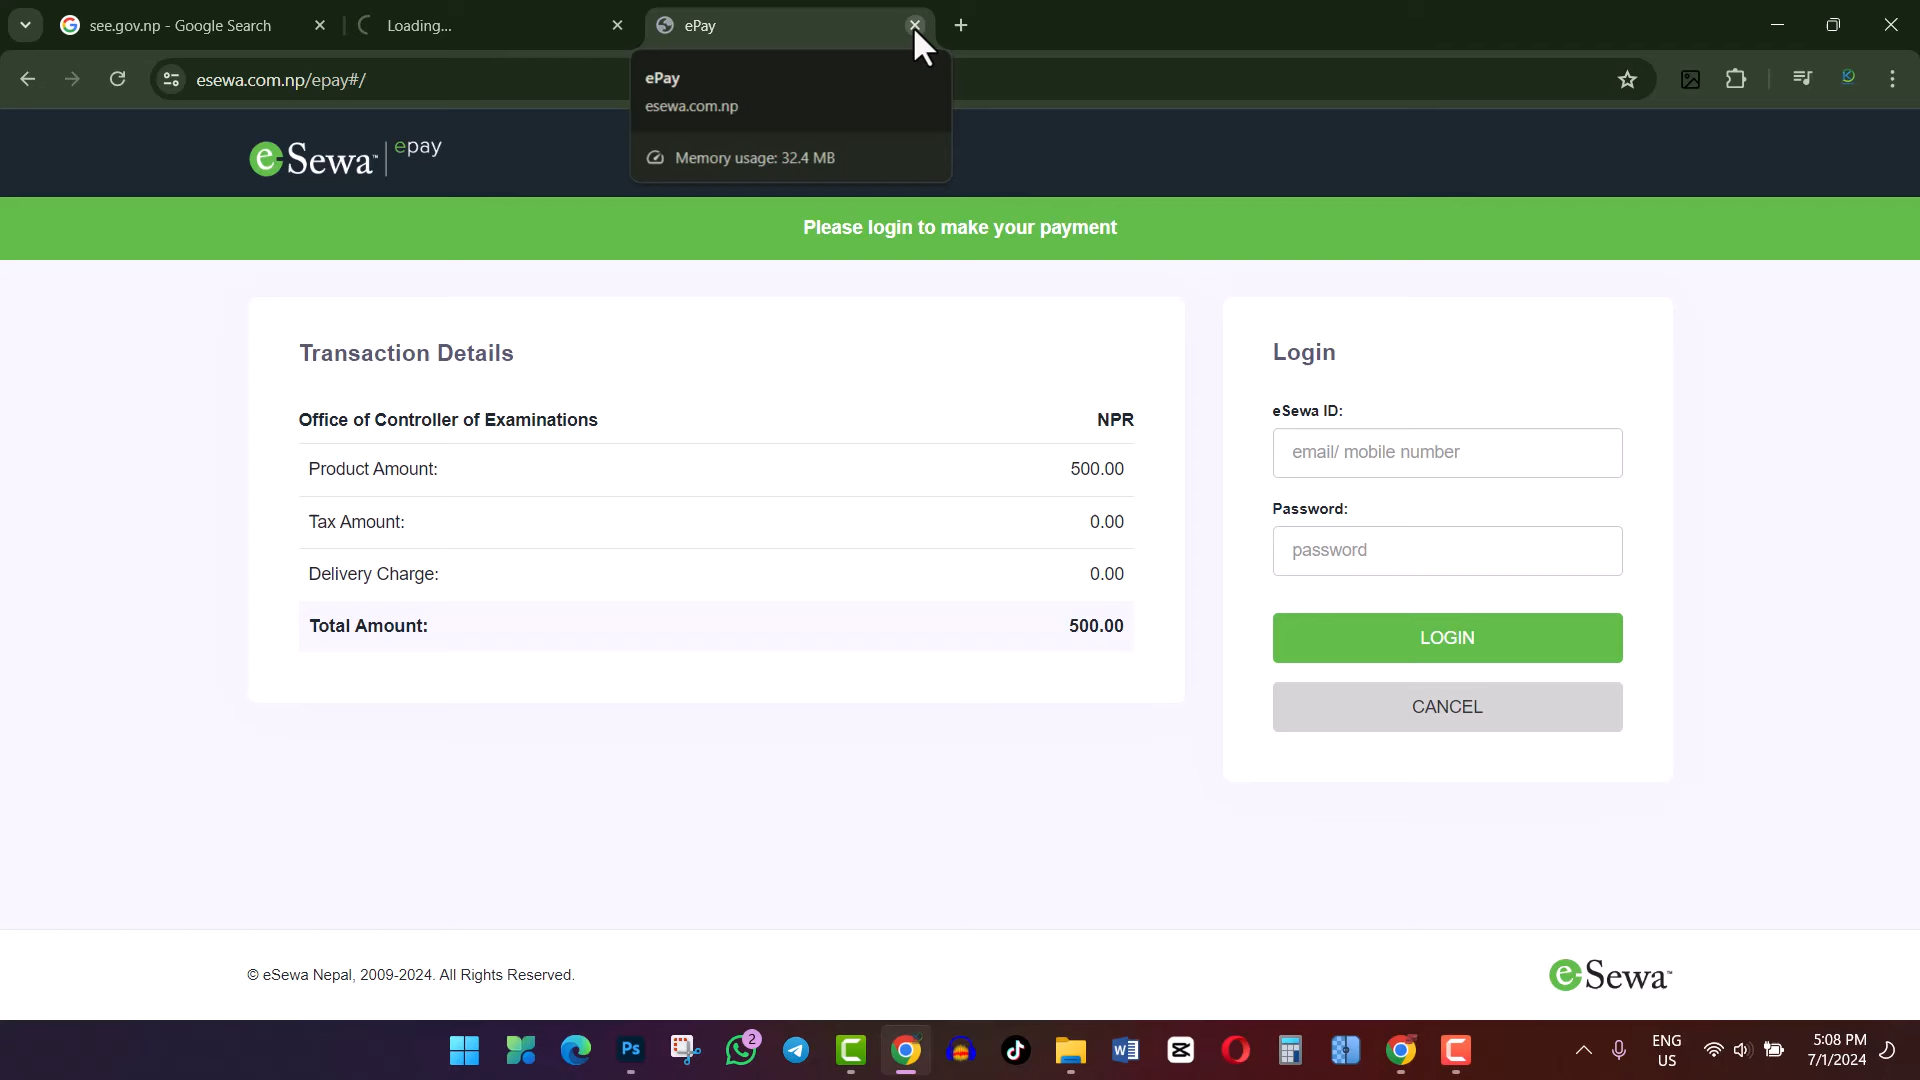 see.gov.np - Google Search
Loading...
ePay
esewa.com.np/epay#/
ePay
esewa.com.np
Memory usage: 32.4 MB
eSewa™ epay
Please login to make your payment
Transaction Details
Office of Controller of Examinations NPR
Product Amount: 500.00
Tax Amount: 0.00
Delivery Charge: 0.00
Total Amount: 500.00
Login
eSewa ID:
email/ mobile number
Password:
password
LOGIN
CANCEL
© eSewa Nepal, 2009-2024. All Rights Reserved.
eSewa™
Ps
2
ENG
US
5:08 PM
7/1/2024